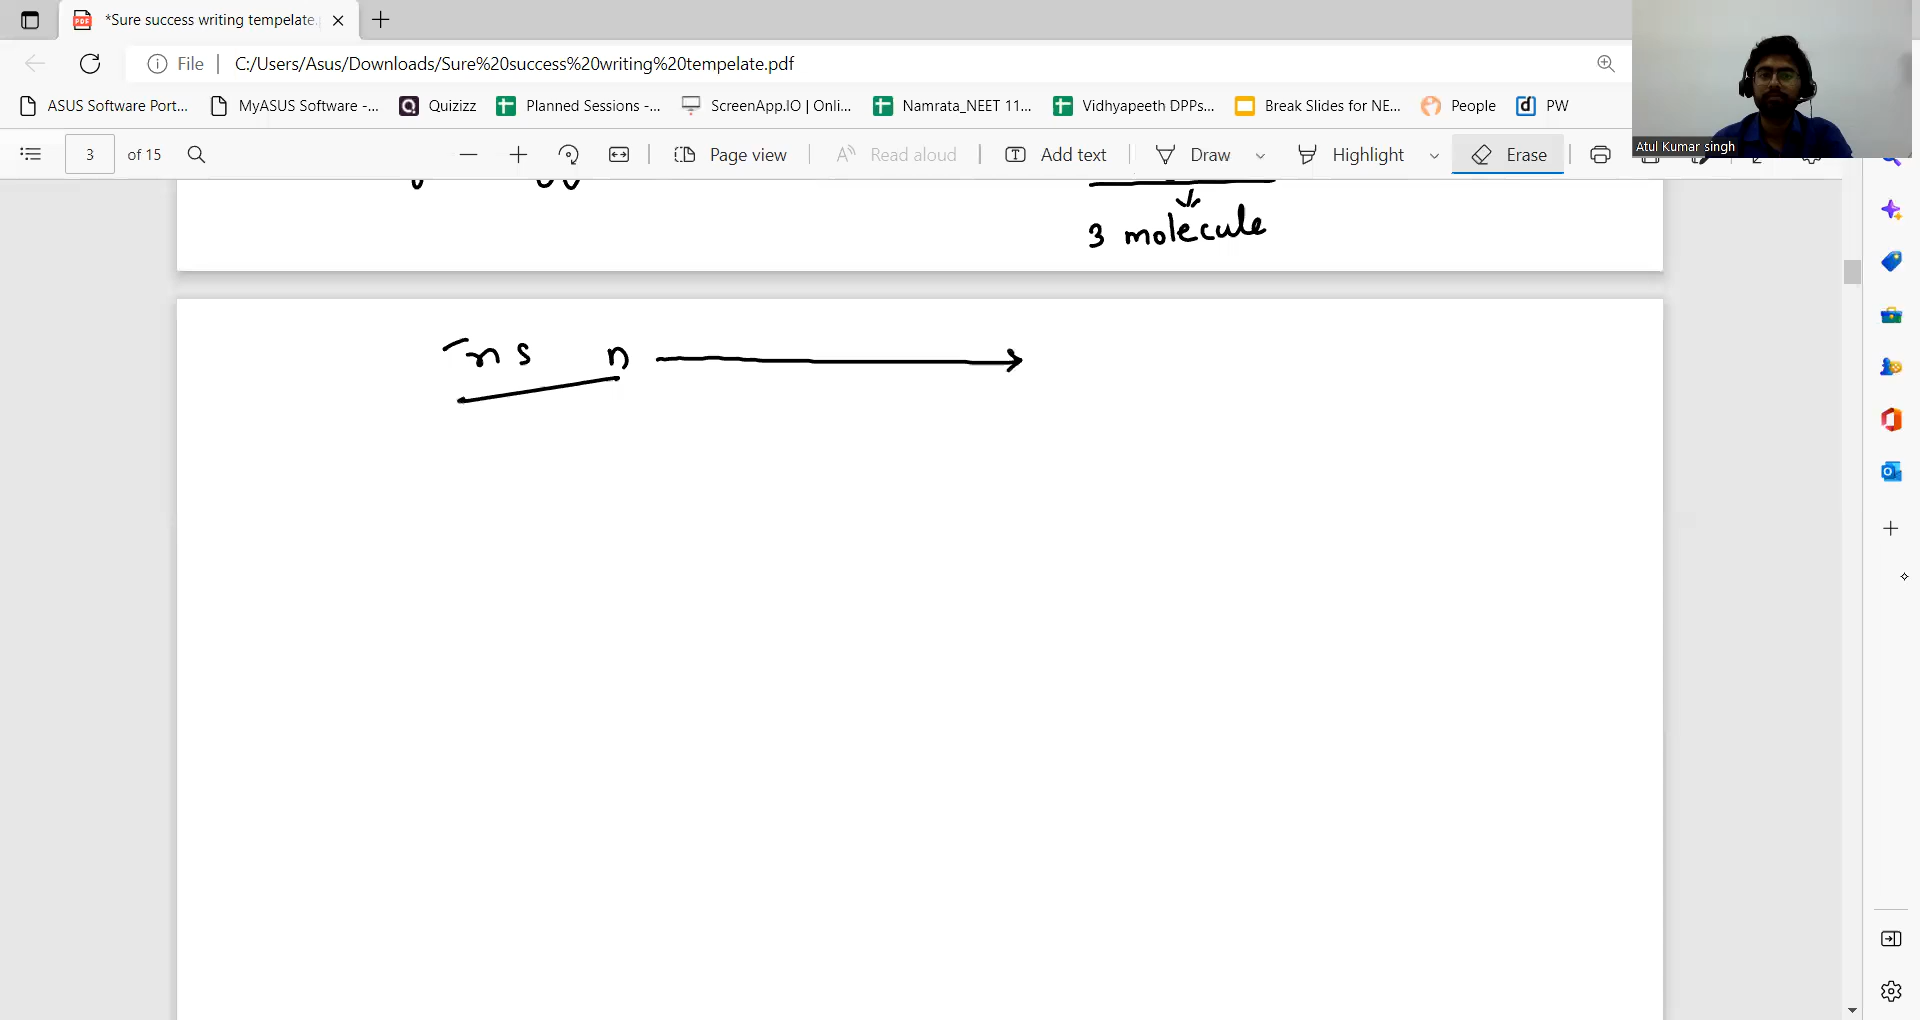 *Sure success writing tempelate.
File C:/Users/Asus/Downloads/Sure%20success%20writing%20tempelate.pdf
ASUS Software Port... MyASUS Software -... Quizizz Planned Sessions -... ScreenApp.IO | Onli... Namrata_NEET 11... Vidhyapeeth DPPs... Break Slides for NE... People PW
3 of 15 Page view Read aloud Add text Draw Highlight Erase
Atul Kumar singh
3 molecule